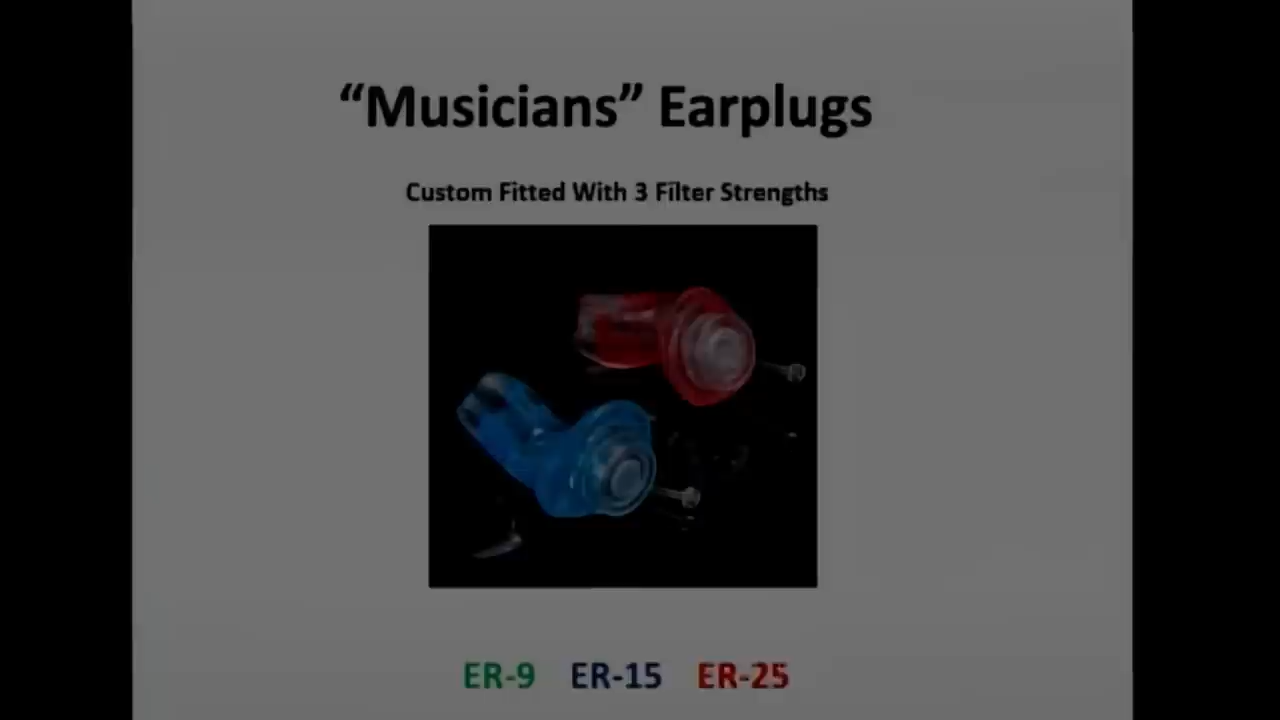 “Musicians” Earplugs
Custom Fitted With 3 Filter Strengths
ER-9 ER-15 ER-25